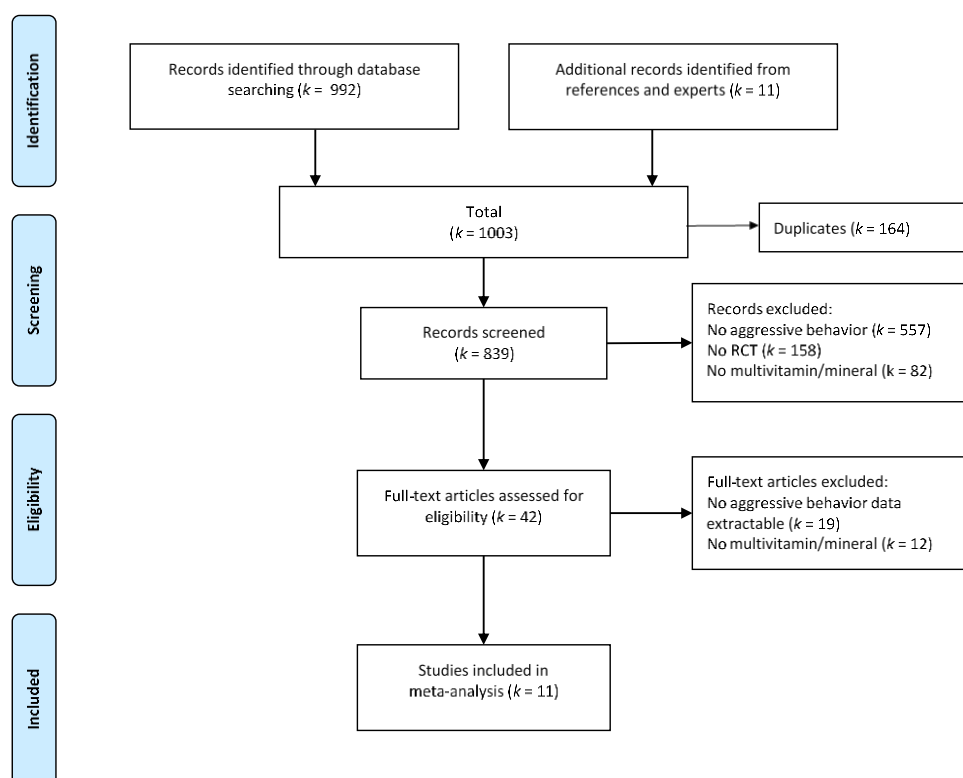 Identification
Records identified through database
searching (k = 992)
Additional records identified from
references and experts (k = 11)
Total
(k = 1003)
Duplicates (k = 164)
Screening
Records screened
(k = 839)
Records excluded:
No aggressive behavior (k = 557)
No RCT (k = 158)
No multivitamin/mineral (k = 82)
Eligibility
Full-text articles assessed for
eligibility (k = 42)
Full-text articles excluded:
No aggressive behavior data
extractable (k = 19)
No multivitamin/mineral (k = 12)
Included
Studies included in
meta-analysis (k = 11)